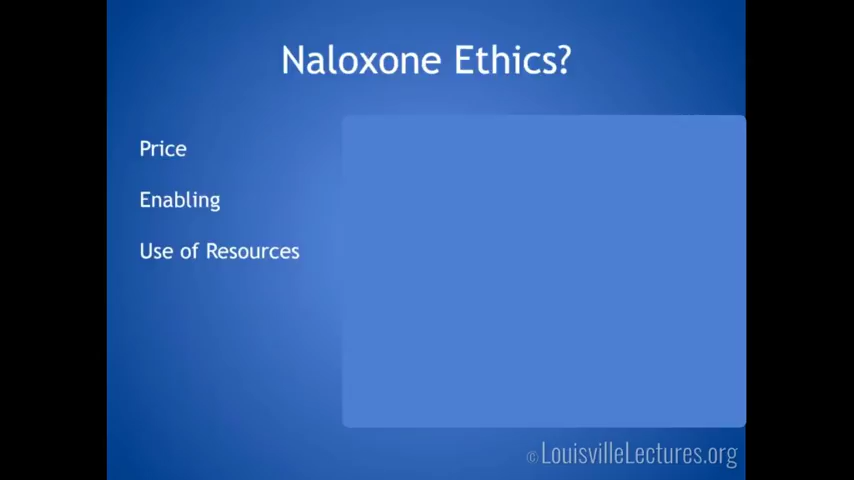 Naloxone Ethics?
Price
Enabling
Use of Resources
© LouisvilleLectures.org